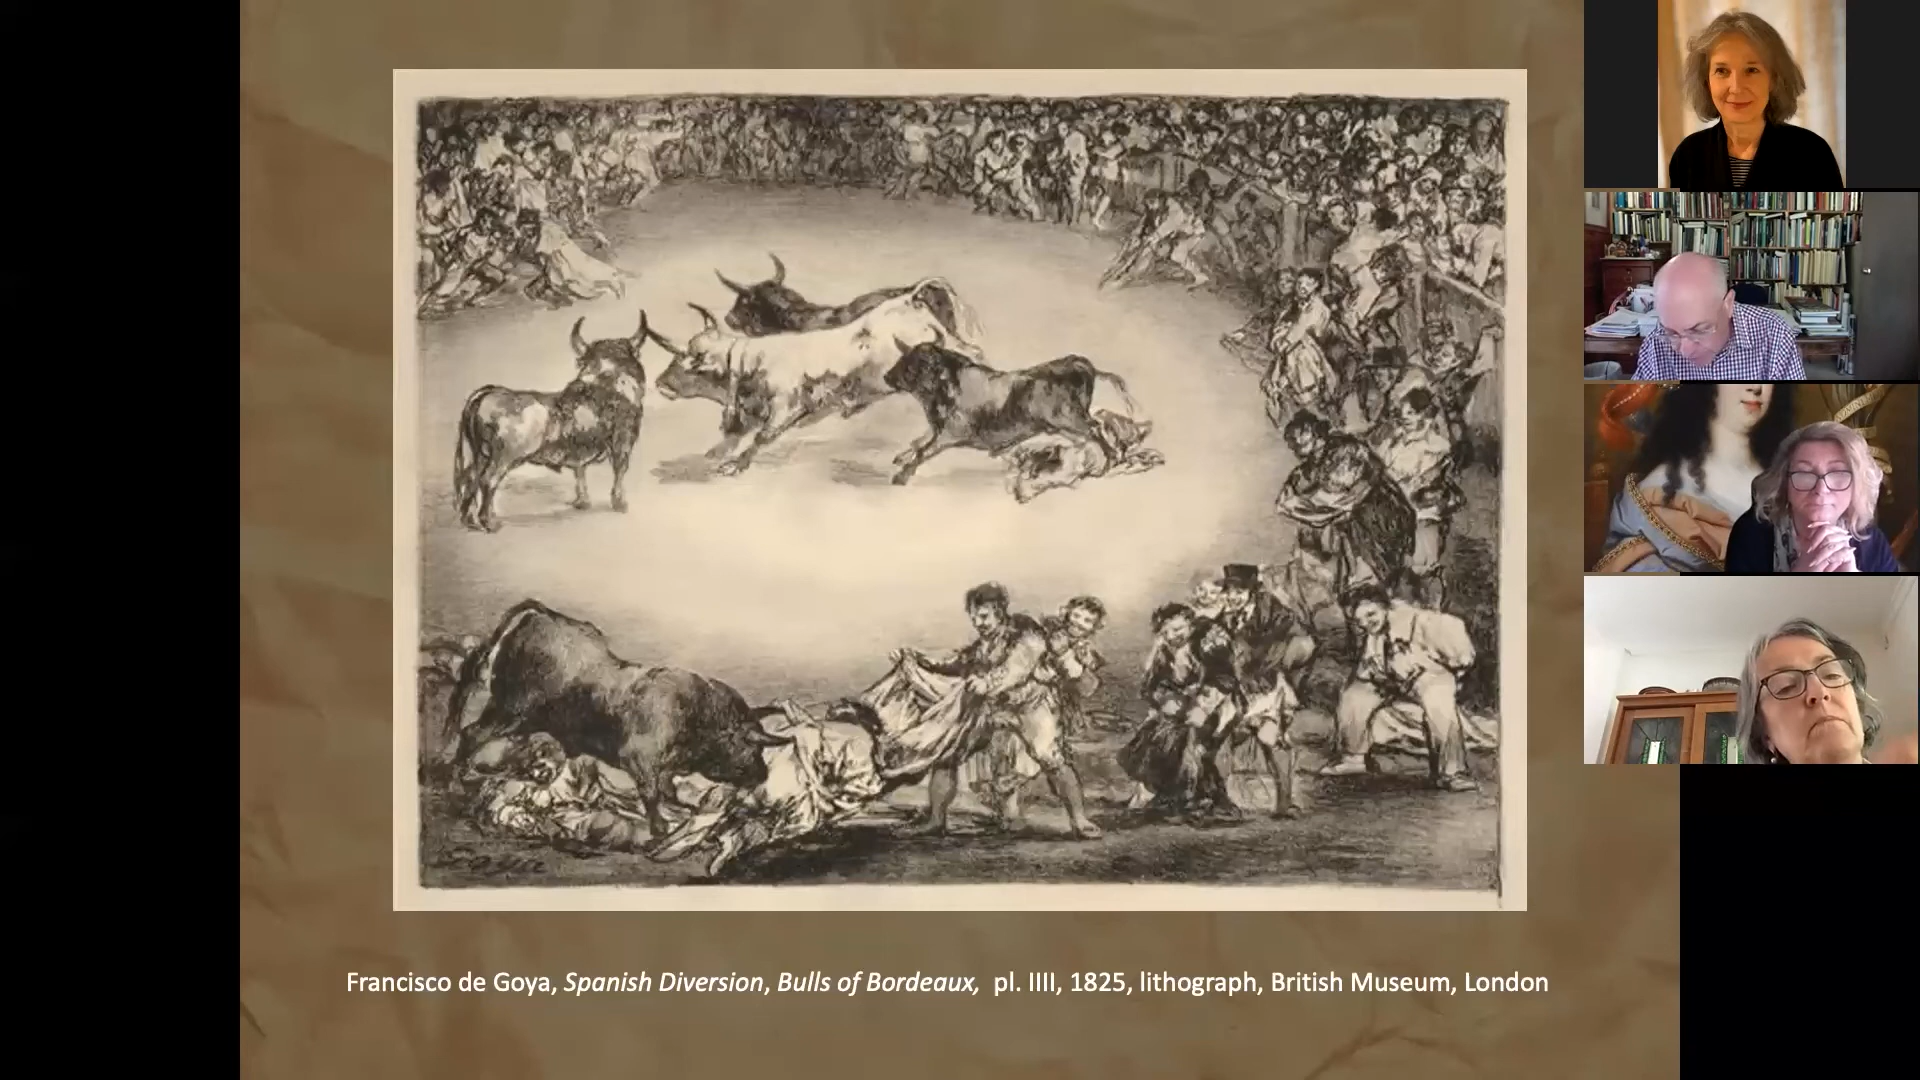 Francisco de Goya, Spanish Diversion, Bulls of Bordeaux, pl. IIII, 1825, lithograph, British Museum, London